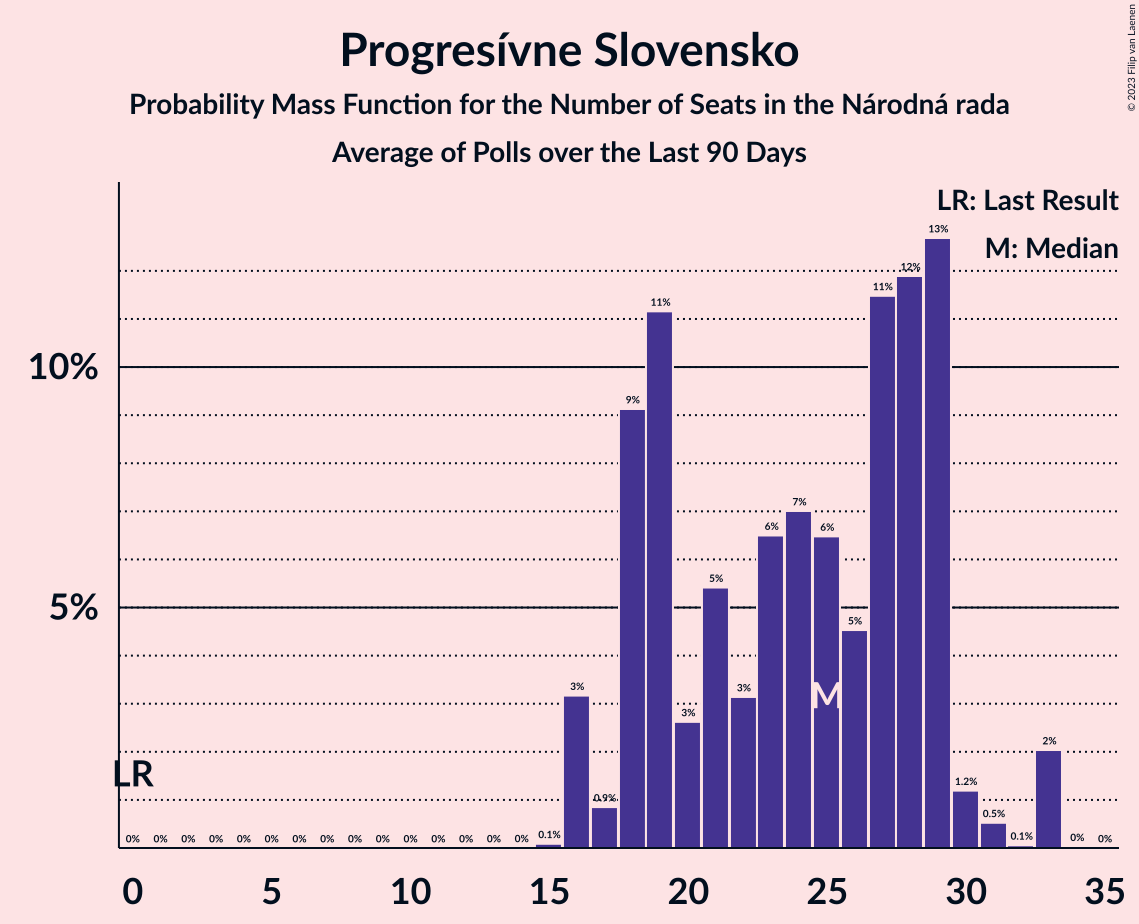 © 2023 Filip van Laenen
Progresívne Slovensko
Probability Mass Function for the Number of Seats in the Národná rada
Average of Polls over the Last 90 Days
LR: Last Result
M: Median
10%
5%
0% 0% 0% 0% 0% 0% 0% 0% 0% 0% 0% 0% 0% 0% 0% 0.1% 3% 0.9% 9% 11% 3% 5% 3% 6% 7% 6% 5% 11% 12% 13% 1.2% 0.5% 0.1% 2% 0% 0%
LR
M
0 5 10 15 20 25 30 35